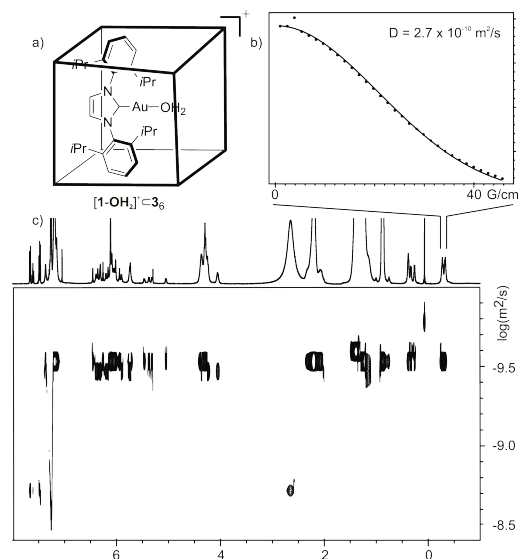 a)
+
iPr
iPr
N
Au—OH2
N
iPr
iPr
[1-OH₂]⁺⊂3₆
b)
D = 2.7 x 10⁻¹⁰ m²/s
0
40 G/cm
c)
log(m²/s)
-9.5
-9.0
-8.5
6
4
2
0